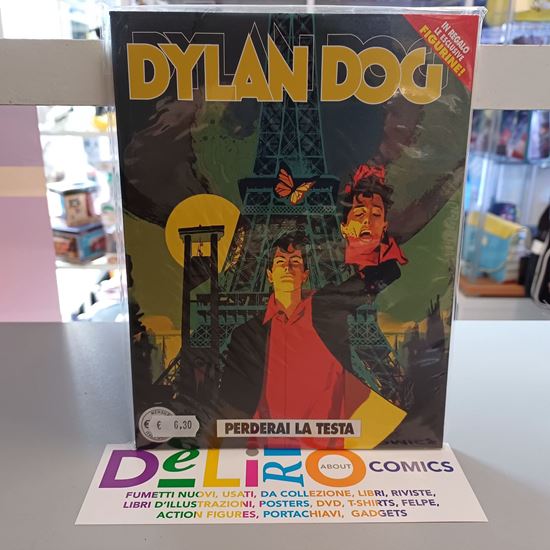 DYLAN DOG
IN REGALO
LE ESCLUSIVE
FIGURINE!
€ 6,30
PERDERAI LA TESTA
DeLiRiO
ABOUT
COMICS
FUMETTI NUOVI, USATI, DA COLLEZIONE, LIBRI, RIVISTE,
LIBRI D'ILLUSTRAZIONI, POSTERS, DVD, T-SHIRTS, FELPE,
ACTION FIGURES, PORTACHIAVI, GADGETS